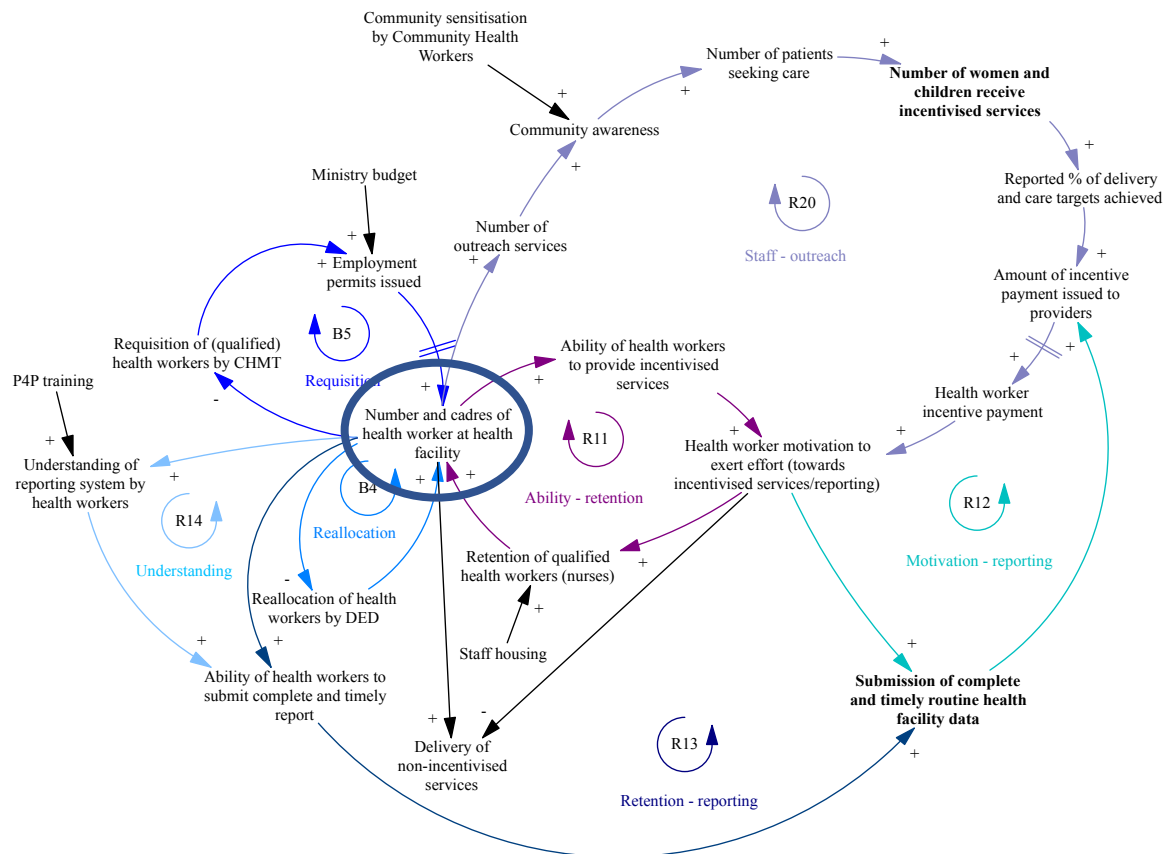 Community sensitisation
by Community Health
Workers
+
Number of patients
seeking care
+
Number of women and
children receive
incentivised services
+
+
Community awareness
+
+
Reported % of delivery
and care targets achieved
Ministry budget
R20
Number of
outreach services
+
Staff - outreach
+
+
+ Employment
permits issued
Amount of incentive
payment issued to
providers
B5
Requisition
Requisition of (qualified)
health workers by CHMT
-
Ability of health workers
to provide incentivised
services
+
+
+
P4P training
+
+
+
Number and cadres of
health worker at health
facility
+
+
R11
Ability - retention
Health worker
incentive payment
+
+
Health worker motivation to
exert effort (towards
incentivised services/reporting)
Understanding of
reporting system by
health workers
+
R14
Understanding
B4
Reallocation
R12
Motivation - reporting
-
Reallocation of health
workers by DED
Retention of qualified
health workers (nurses)
+
+
Staff housing
+
+
+
Ability of health workers to
submit complete and timely
report
Submission of complete
and timely routine health
facility data
+
+
-
Delivery of
non-incentivised
services
R13
Retention - reporting